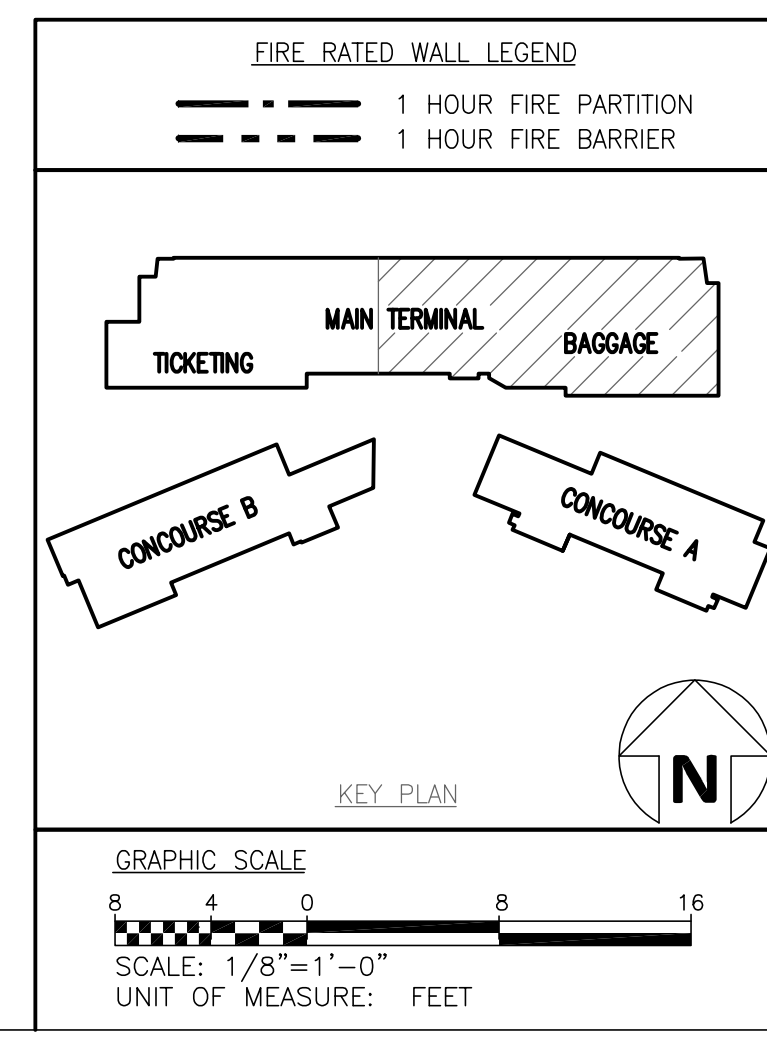 FIRE RATED WALL LEGEND
1 HOUR FIRE PARTITION
1 HOUR FIRE BARRIER
MAIN TERMINAL
BAGGAGE
TICKETING
CONCOURSE B
CONCOURSE A
N
KEY PLAN
GRAPHIC SCALE
8 4 0 8 16
SCALE: 1/8"=1'-0"
UNIT OF MEASURE: FEET